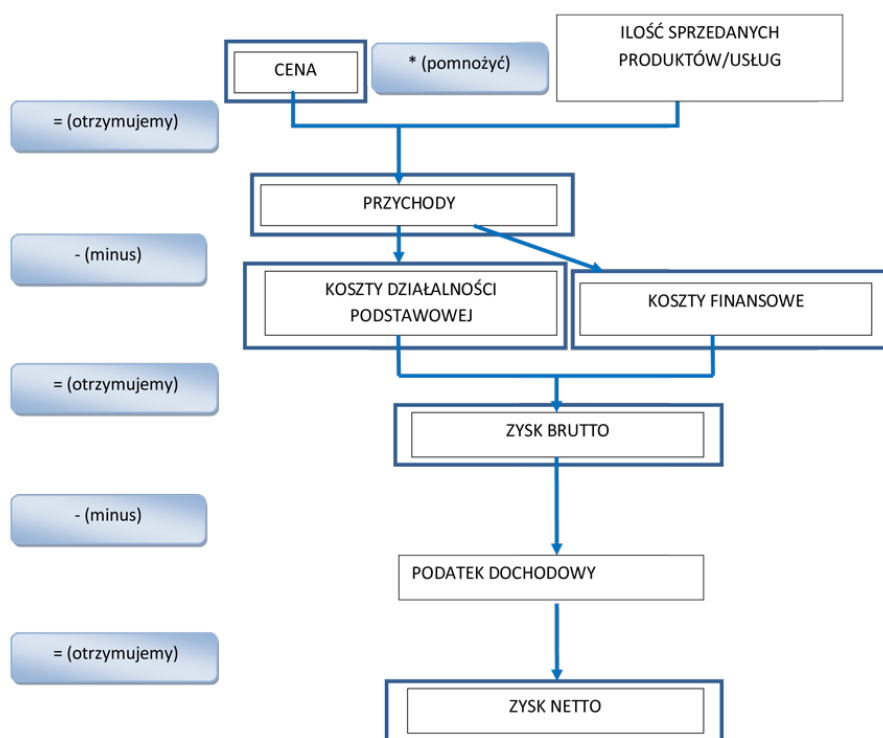 ILOŚĆ SPRZEDANYCH
PRODUKTÓW/USŁUG
* (pomnożyć)
CENA
= (otrzymujemy)
PRZYCHODY
- (minus)
KOSZTY DZIAŁALNOŚCI
PODSTAWOWEJ
KOSZTY FINANSOWE
= (otrzymujemy)
ZYSK BRUTTO
- (minus)
PODATEK DOCHODOWY
= (otrzymujemy)
ZYSK NETTO